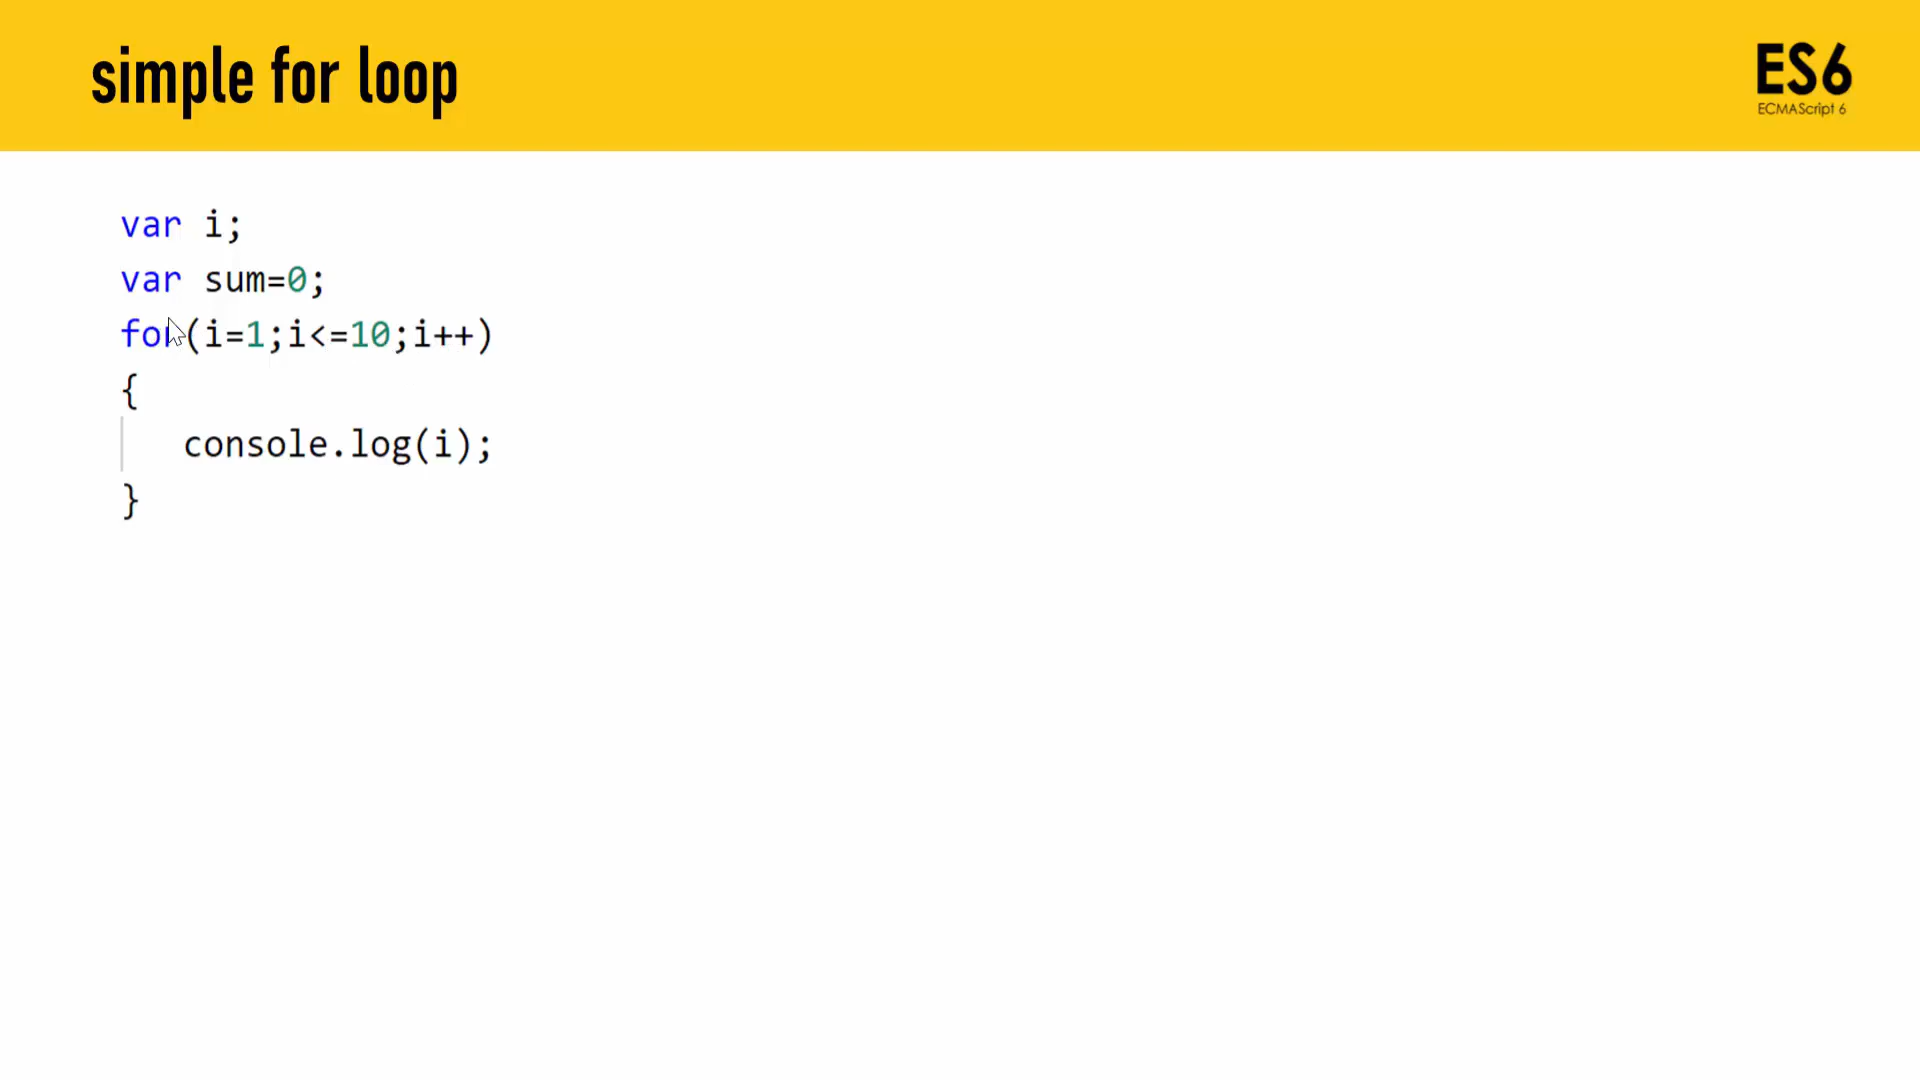 simple for loop
ES6
ECMAScript 6
var i;
var sum=0;
for(i=1;i<=10;i++)
{
   console.log(i);
}